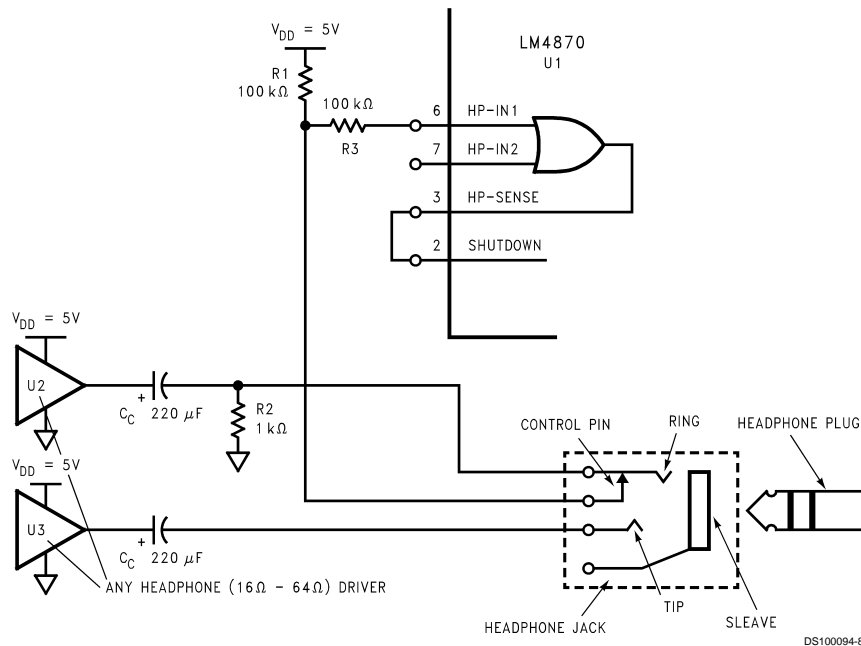 V_DD = 5V
LM4870
U1
R1
100 kΩ
100 kΩ
R3
6 HP-IN1
7 HP-IN2
3 HP-SENSE
2 SHUTDOWN
V_DD = 5V
U2
+
C_C 220 μF
R2
1 kΩ
CONTROL PIN
RING
HEADPHONE PLUG
V_DD = 5V
U3
+
C_C 220 μF
ANY HEADPHONE (16Ω - 64Ω) DRIVER
TIP
SLEEVE
HEADPHONE JACK
DS100094-8